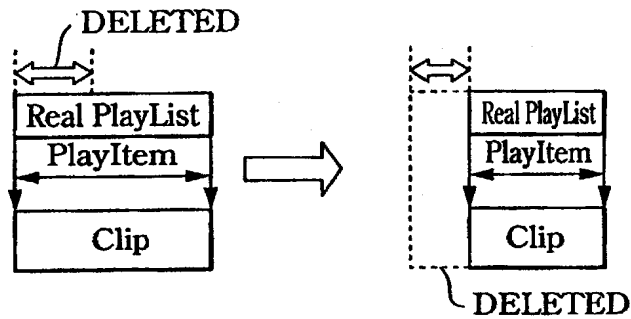 DELETED
Real PlayList
PlayItem
Clip
Real PlayList
PlayItem
Clip
DELETED